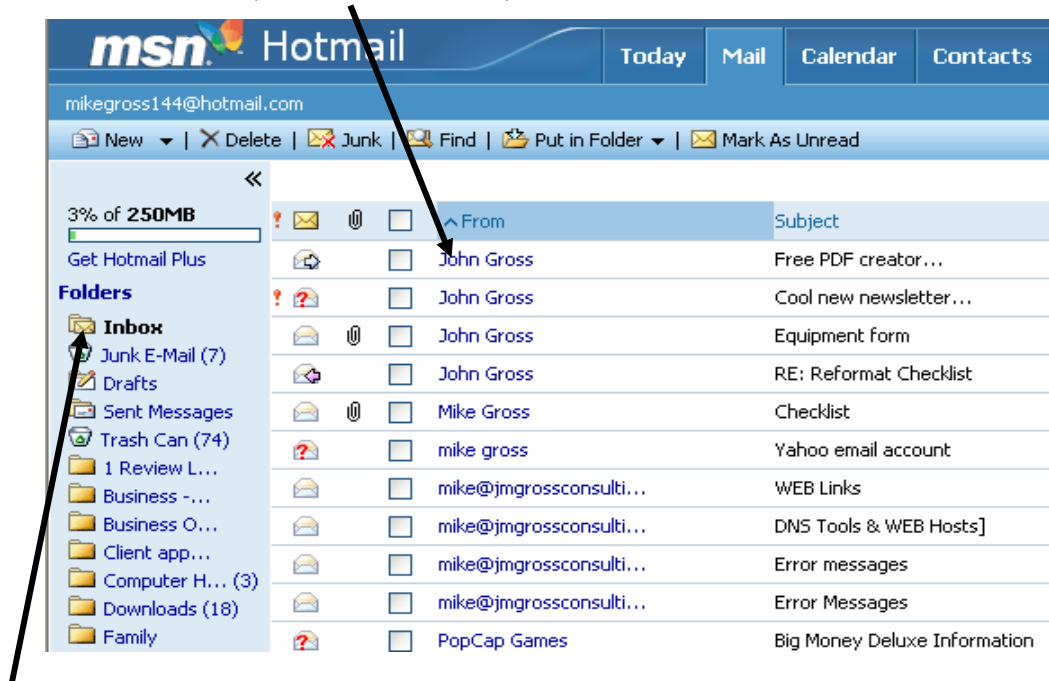 msn Hotmail
Today Mail Calendar Contacts
mikegross144@hotmail.com
New | Delete | Junk | Find | Put in Folder | Mark As Unread
«
3% of 250MB
Get Hotmail Plus
Folders
Inbox
Junk E-Mail (7)
Drafts
Sent Messages
Trash Can (74)
1 Review L...
Business -...
Business O...
Client app...
Computer H... (3)
Downloads (18)
Family
From Subject
John Gross Free PDF creator...
John Gross Cool new newsletter...
John Gross Equipment form
John Gross RE: Reformat Checklist
Mike Gross Checklist
mike gross Yahoo email account
mike@jmgrossconsulti... WEB Links
mike@jmgrossconsulti... DNS Tools & WEB Hosts]
mike@jmgrossconsulti... Error messages
mike@jmgrossconsulti... Error Messages
PopCap Games Big Money Deluxe Information